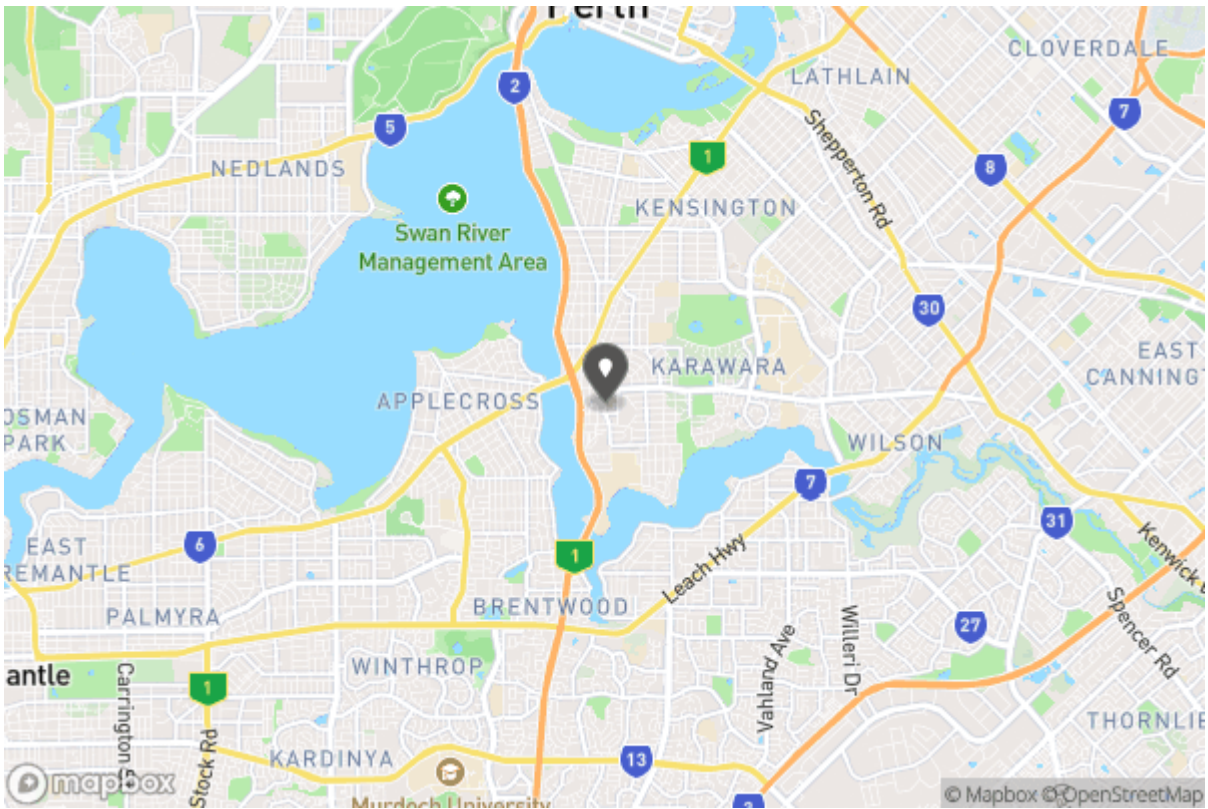 Perth
CLOVERDALE
LATHLAIN
2
7
5
Shepperton Rd
1
NEDLANDS
8
KENSINGTON
Swan River
Management Area
30
KARAWARA
EAST
CANNINGT
APPLECROSS
OSMAN
PARK
WILSON
7
31
6
EAST
REMANTLE
1
Kenwick
Leach Hwy
BRENTWOOD
PALMYRA
27
Spencer Rd
Willeri Dr
Vahland Ave
WINTHROP
antle
1
Carrington St
THORNLIE
Stock Rd
KARDINYA
13
mapbox
Murdoch University
3
© Mapbox © OpenStreetMap